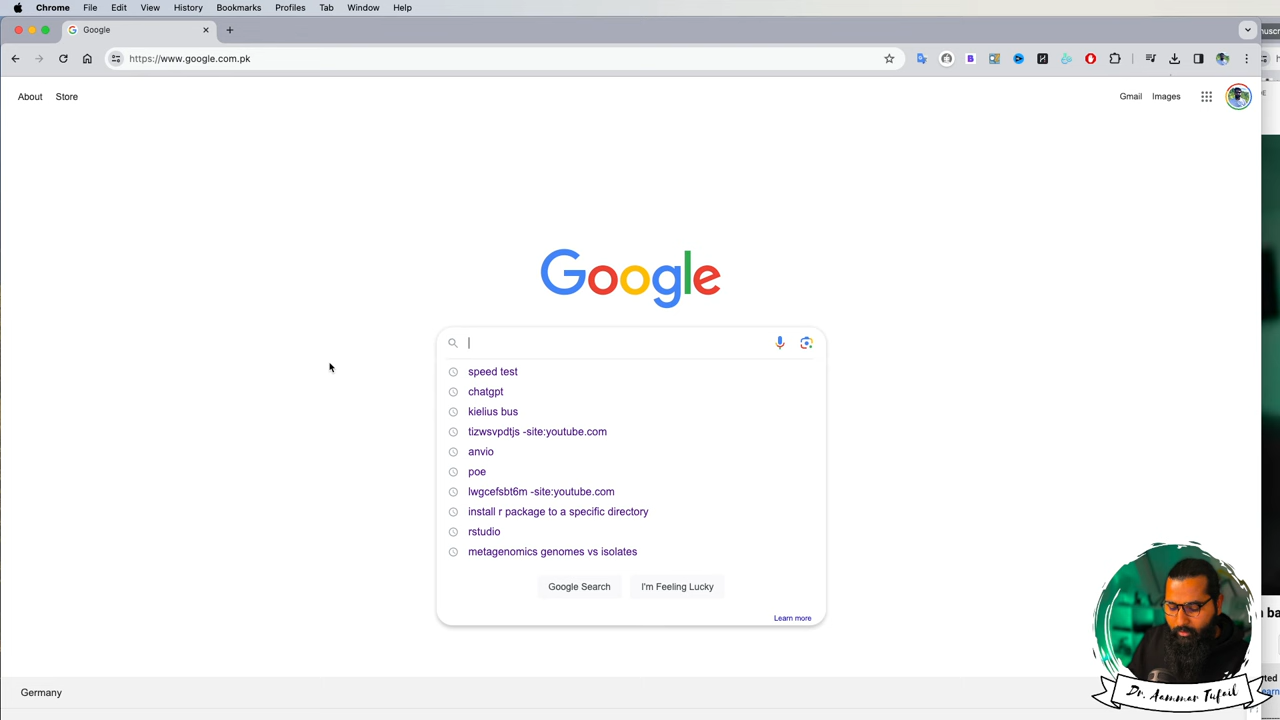 Chrome File Edit View History Bookmarks Profiles Tab Window Help
Google
https://www.google.com.pk
About Store
Gmail Images
Google
speed test
chatgpt
kielius bus
tizwsvpdtjs -site:youtube.com
anvio
poe
lwgcefsbt6m -site:youtube.com
install r package to a specific directory
rstudio
metagenomics genomes vs isolates
Google Search I'm Feeling Lucky
Learn more
Germany
Dr. Aammar Tufail